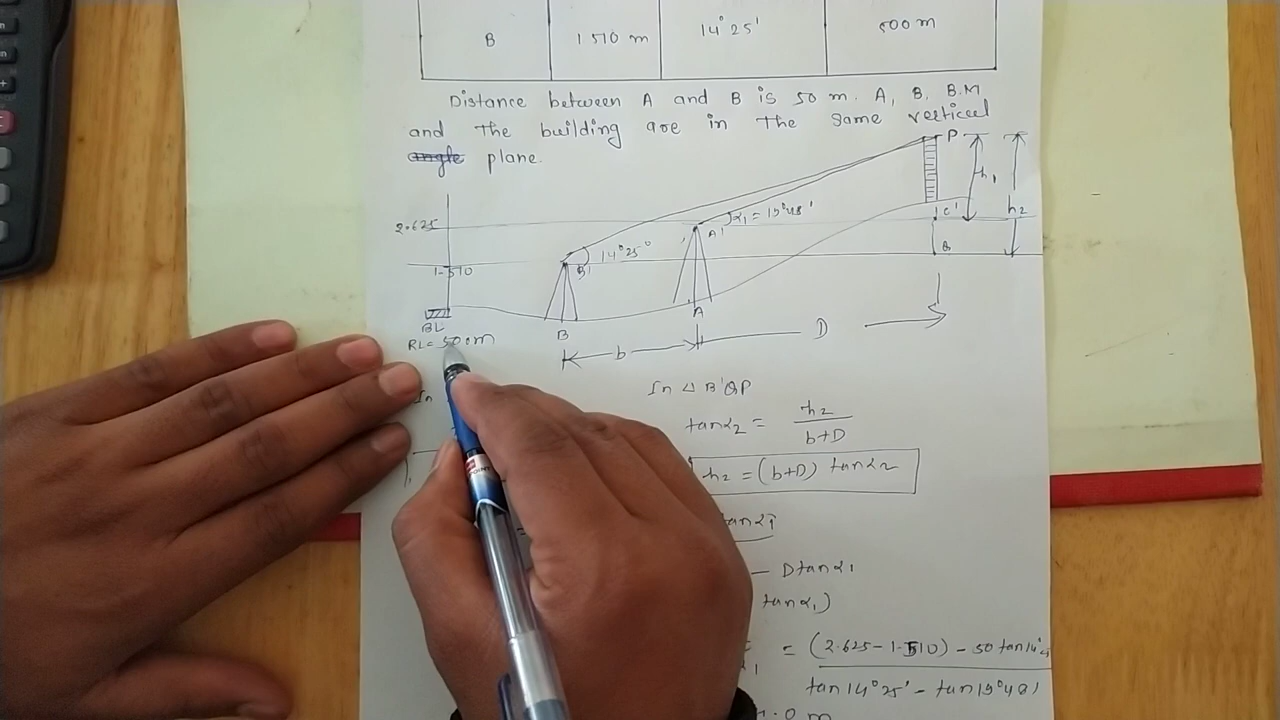 B 1 510 m 14° 25' 500 m
Distance between A and B is 50 m. A, B, B.M
and the building are in the same vertical
angle plane.
P
h1
h2
2.625
α1 = 19°48'
A'
C'
14°25°
B'
1.510
Q
BL
RL = 500m
B
A
b
D
In
In Δ B'QP
tanα2 = h2 / b+D
h2 = (b+D) tanα2
tanα1
- Dtanα1
tanα1)
= (2.625 - 1.510) - 50 tan14°
tan14°25' - tan19°48'